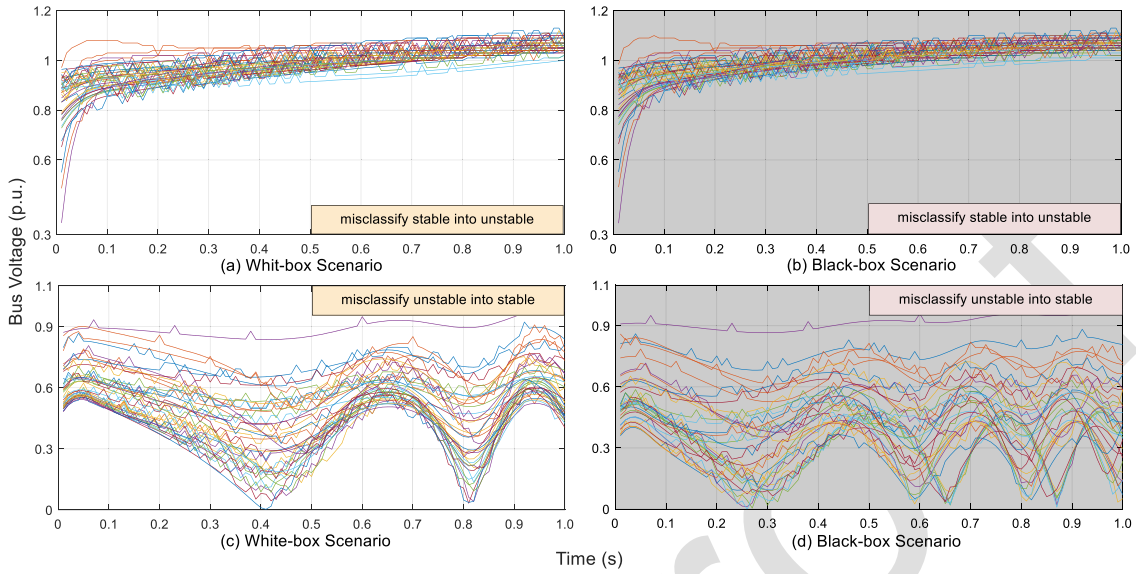 1.2
1
0.8
0.6
0.3
misclassify stable into unstable
0 0.1 0.2 0.3 0.4 0.5 0.6 0.7 0.8 0.9 1.0
(a) Whit-box Scenario
1.2
1
0.8
0.6
0.3
misclassify stable into unstable
0 0.1 0.2 0.3 0.4 0.5 0.6 0.7 0.8 0.9 1.0
(b) Black-box Scenario
Bus Voltage (p.u.)
1.1
0.9
0.6
0.3
0
misclassify unstable into stable
0 0.1 0.2 0.3 0.4 0.5 0.6 0.7 0.8 0.9 1.0
(c) White-box Scenario
1.1
0.9
0.6
0.3
0
misclassify unstable into stable
0 0.1 0.2 0.3 0.4 0.5 0.6 0.7 0.8 0.9 1.0
(d) Black-box Scenario
Time (s)